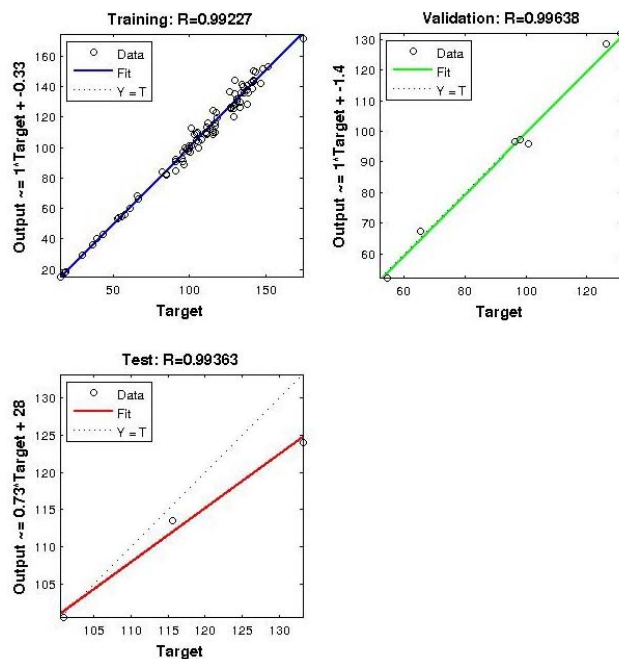 Training: R=0.99227
Output ~= 1*Target + -0.33
160
140
120
100
80
60
40
20
Data
Fit
Y = T
50
100
150
Target
Validation: R=0.99638
Output ~= 1*Target + -1.4
130
120
110
100
90
80
70
60
Data
Fit
Y = T
60
80
100
120
Target
Test: R=0.99363
Output ~= 0.73*Target + 28
130
125
120
115
110
105
Data
Fit
Y = T
105
110
115
120
125
130
Target